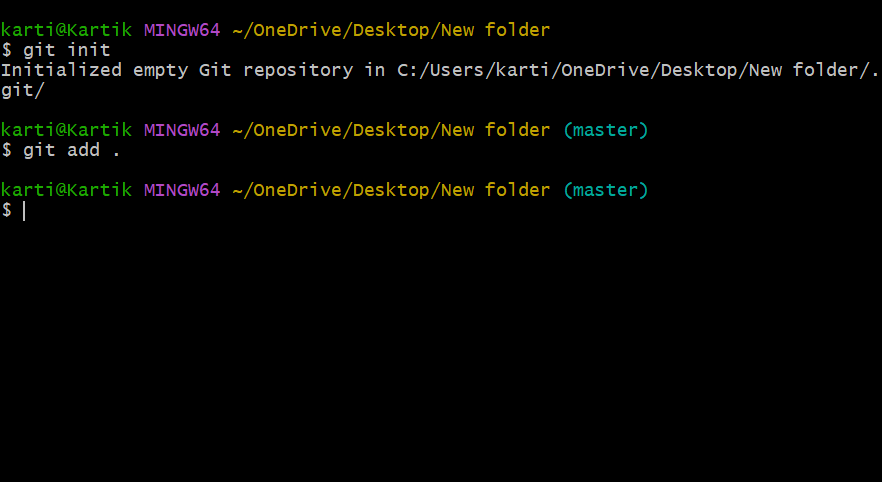 karti@Kartik MINGW64 ~/OneDrive/Desktop/New folder
$ git init
Initialized empty Git repository in C:/Users/karti/OneDrive/Desktop/New folder/.
git/
karti@Kartik MINGW64 ~/OneDrive/Desktop/New folder (master)
$ git add .
karti@Kartik MINGW64 ~/OneDrive/Desktop/New folder (master)
$